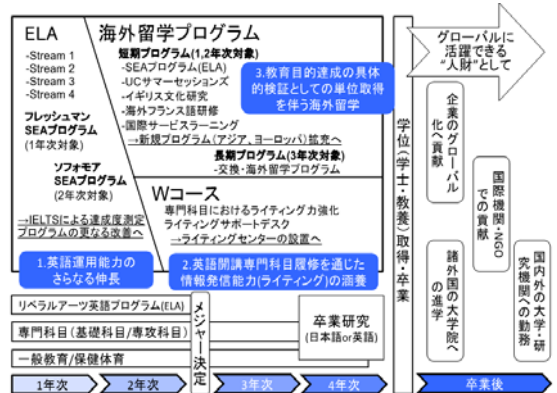 ELA
-Stream 1
-Stream 2
-Stream 3
-Stream 4
フレッシュマン
SEAプログラム
(1年次対象)
ソフォモア
SEAプログラム
(2年次対象)
→IELTSによる達成度測定
プログラムの更なる改善へ
1.英語運用能力の
さらなる伸長
海外留学プログラム
短期プログラム(1,2年次対象)
-SEAプログラム(ELA)
-UCサマーセッションズ
-イギリス文化研究
-海外フランス語研修
-国際サービスラーニング
→新規プログラム(アジア、ヨーロッパ)拡充へ
長期プログラム(3年次対象)
-交換・海外留学プログラム
3.教育目的達成の具体
的検証としての単位取得
を伴う海外留学
Wコース
専門科目におけるライティング力強化
ライティングサポートデスク
→ライティングセンターの設置へ
2.英語開講専門科目履修を通じた
情報発信能力(ライティング)の涵養
リベラルアーツ英語プログラム(ELA)
専門科目(基礎科目/専攻科目)
一般教育/保健体育
メジャー決定
卒業研究
(日本語or英語)
1年次
2年次
3年次
4年次
卒業後
学位(学士・教養)取得・卒業
グローバルに
活躍できる
"人財"として
企業のグローバル
化へ貢献
国際機関・NGO
での貢献
諸外国の大学院へ
の進学
国内外の大学・研
究機関への勤務